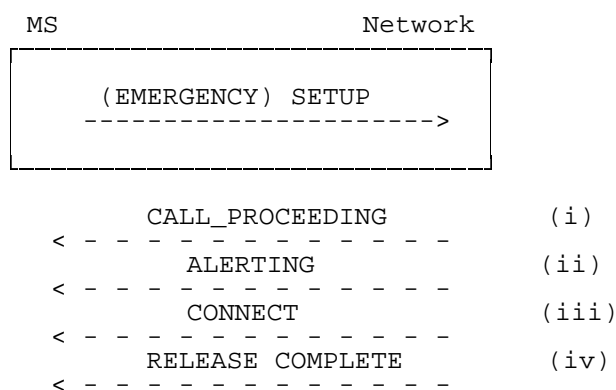 MS Network
(EMERGENCY) SETUP
CALL_PROCEEDING (i)
ALERTING (ii)
CONNECT (iii)
RELEASE COMPLETE (iv)